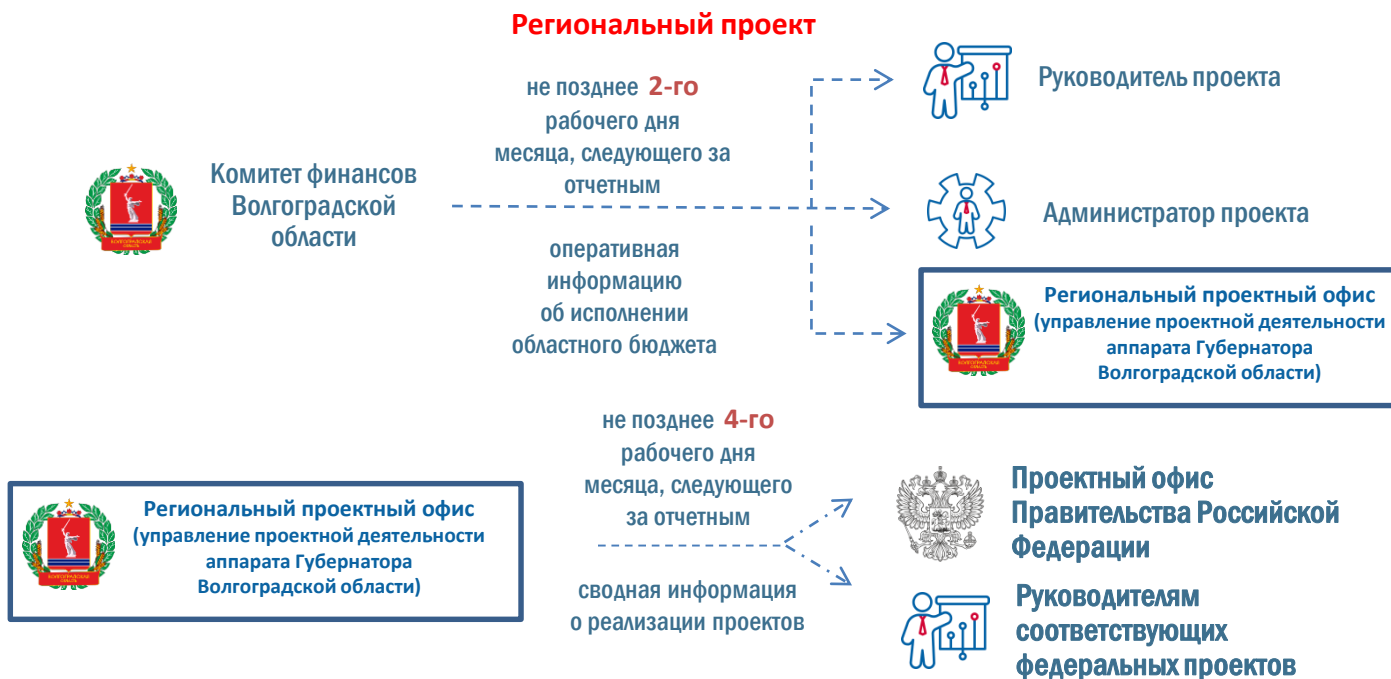 Региональный проект
не позднее 2-го
рабочего дня
месяца, следующего за
отчетным
Комитет финансов
Волгоградской
области
оперативная
информацию
об исполнении
областного бюджета
Руководитель проекта
Администратор проекта
Региональный проектный офис
(управление проектной деятельности
аппарата Губернатора
Волгоградской области)
не позднее 4-го
рабочего дня
месяца, следующего
за отчетным
Региональный проектный офис
(управление проектной деятельности
аппарата Губернатора
Волгоградской области)
сводная информация
о реализации проектов
Проектный офис
Правительства Российской
Федерации
Руководителям
соответствующих
федеральных проектов